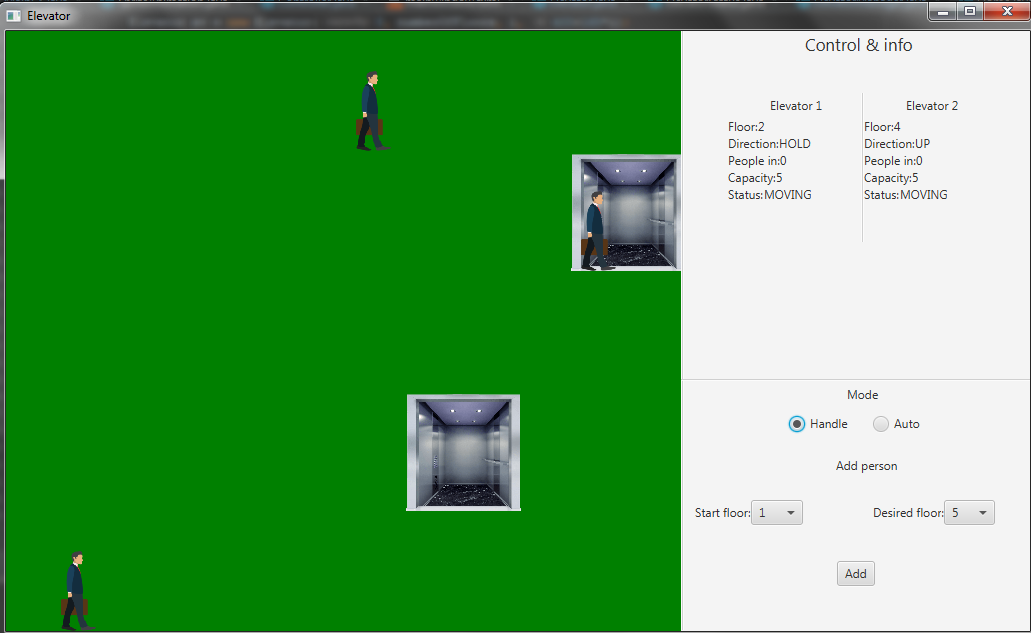 Elevator
Control & info
Elevator 1
Floor:2
Direction:HOLD
People in:0
Capacity:5
Status:MOVING
Elevator 2
Floor:4
Direction:UP
People in:0
Capacity:5
Status:MOVING
Mode
Handle Auto
Add person
Start floor: 1 Desired floor: 5
Add